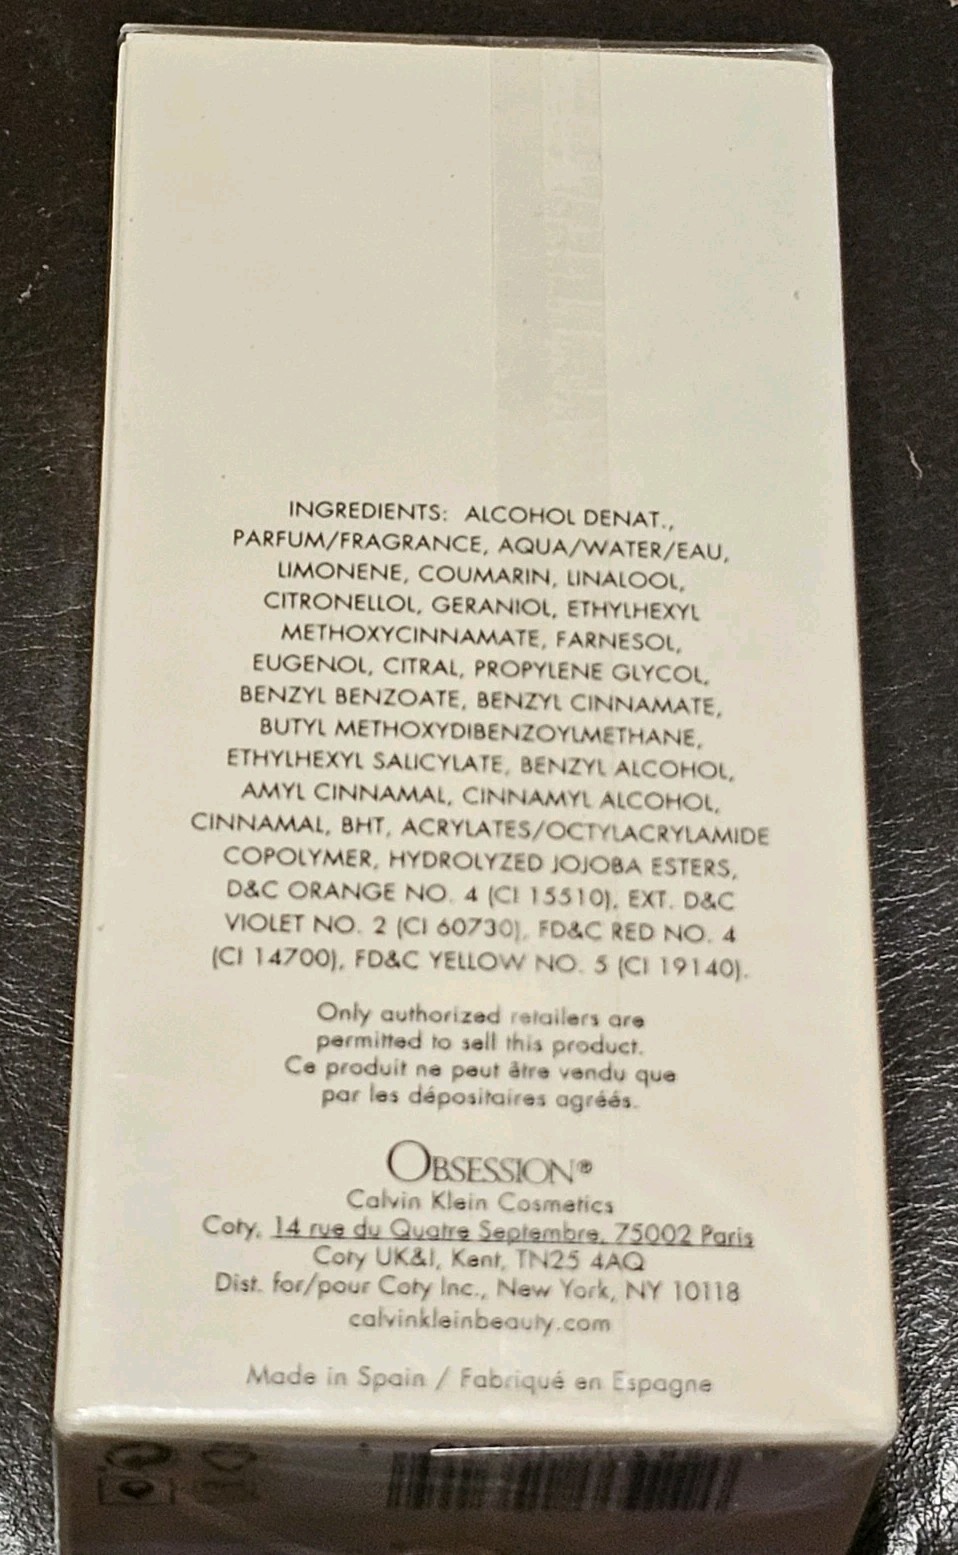 INGREDIENTS: ALCOHOL DENAT.,
PARFUM/FRAGRANCE, AQUA/WATER/EAU,
LIMONENE, COUMARIN, LINALOOL,
CITRONELLOL, GERANIOL, ETHYLHEXYL
METHOXYCINNAMATE, FARNESOL,
EUGENOL, CITRAL, PROPYLENE GLYCOL,
BENZYL BENZOATE, BENZYL CINNAMATE,
BUTYL METHOXYDIBENZOYLMETHANE,
ETHYLHEXYL SALICYLATE, BENZYL ALCOHOL,
AMYL CINNAMAL, CINNAMYL ALCOHOL,
CINNAMAL, BHT, ACRYLATES/OCTYLACRYLAMIDE
COPOLYMER, HYDROLYZED JOJOBA ESTERS,
D&C ORANGE NO. 4 (CI 15510), EXT. D&C
VIOLET NO. 2 (CI 60730), FD&C RED NO. 4
(CI 14700), FD&C YELLOW NO. 5 (CI 19140).
Only authorized retailers are
permitted to sell this product.
Ce produit ne peut être vendu que
par les dépositaires agréés.
OBSESSION®
Calvin Klein Cosmetics
Coty, 14 rue du Quatre Septembre, 75002 Paris
Coty UK&I, Kent, TN25 4AQ
Dist. for/pour Coty Inc., New York, NY 10118
calvinkleinbeauty.com
Made in Spain / Fabriqué en Espagne